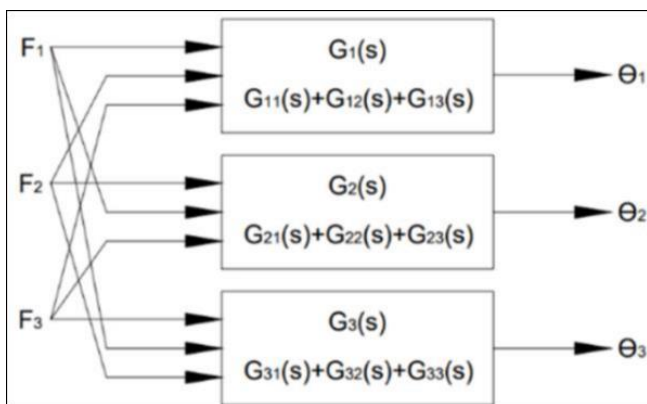 F₁
G₁(s)
G₁₁(s)+G₁₂(s)+G₁₃(s)
ϴ₁
F₂
G₂(s)
G₂₁(s)+G₂₂(s)+G₂₃(s)
ϴ₂
F₃
G₃(s)
G₃₁(s)+G₃₂(s)+G₃₃(s)
ϴ₃